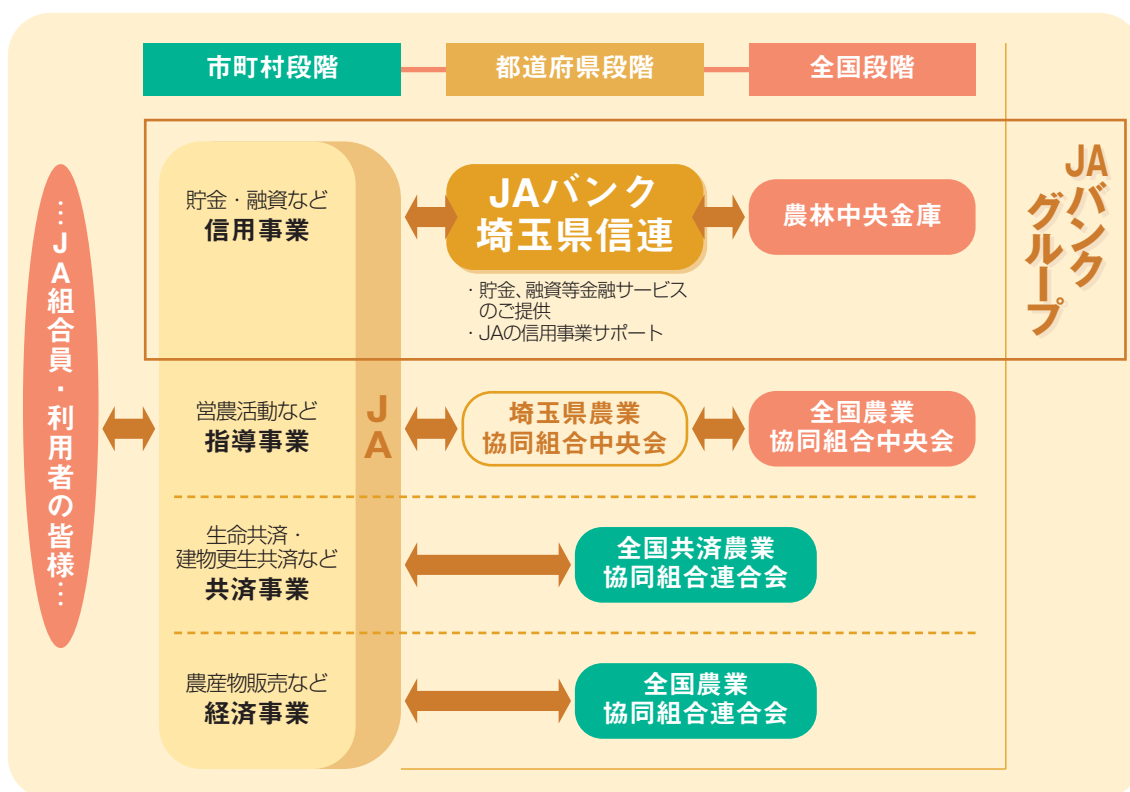 市町村段階
都道府県段階
全国段階
JAバンク
グループ
…JA組合員・利用者の皆様…
JA
貯金・融資など
信用事業
JAバンク
埼玉県信連
農林中央金庫
・貯金、融資等金融サービス
のご提供
・JAの信用事業サポート
営農活動など
指導事業
埼玉県農業
協同組合中央会
全国農業
協同組合中央会
生命共済・
建物更生共済など
共済事業
全国共済農業
協同組合連合会
農産物販売など
経済事業
全国農業
協同組合連合会